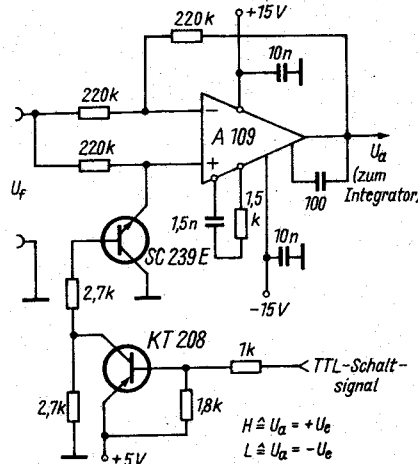 220k
+15V
10n
220k
220k
A 109
−
+
U_a
(zum
Integrator,
U_f
1,5n
1,5
k
100
10n
SC 239 E
−15V
2,7k
KT 208
1k
TTL-Schalt-
signal
2,7k
1,8k
+5V
H ≙ U_a = +U_e
L ≙ U_a = −U_e